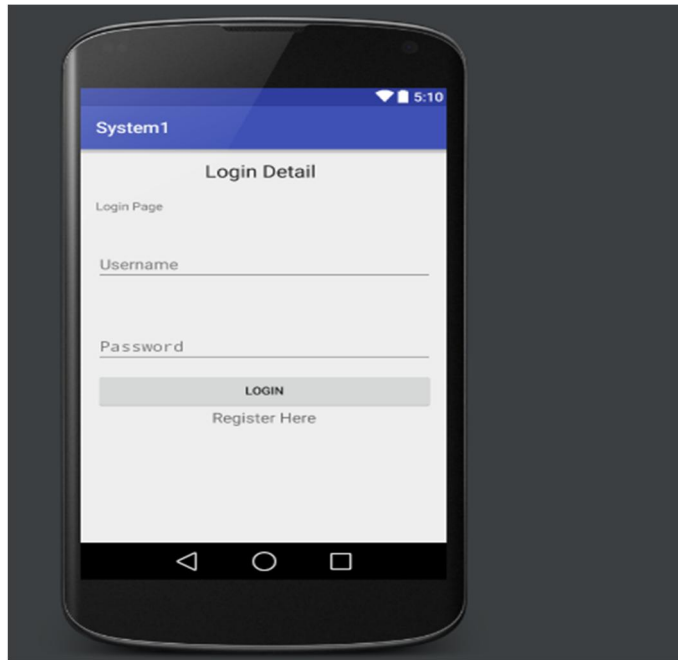 5:10
System1
Login Detail
Login Page
Username
Password
LOGIN
Register Here